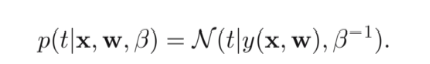 p(t|x, w, β) = 𝒩(t|y(x, w), β⁻¹).